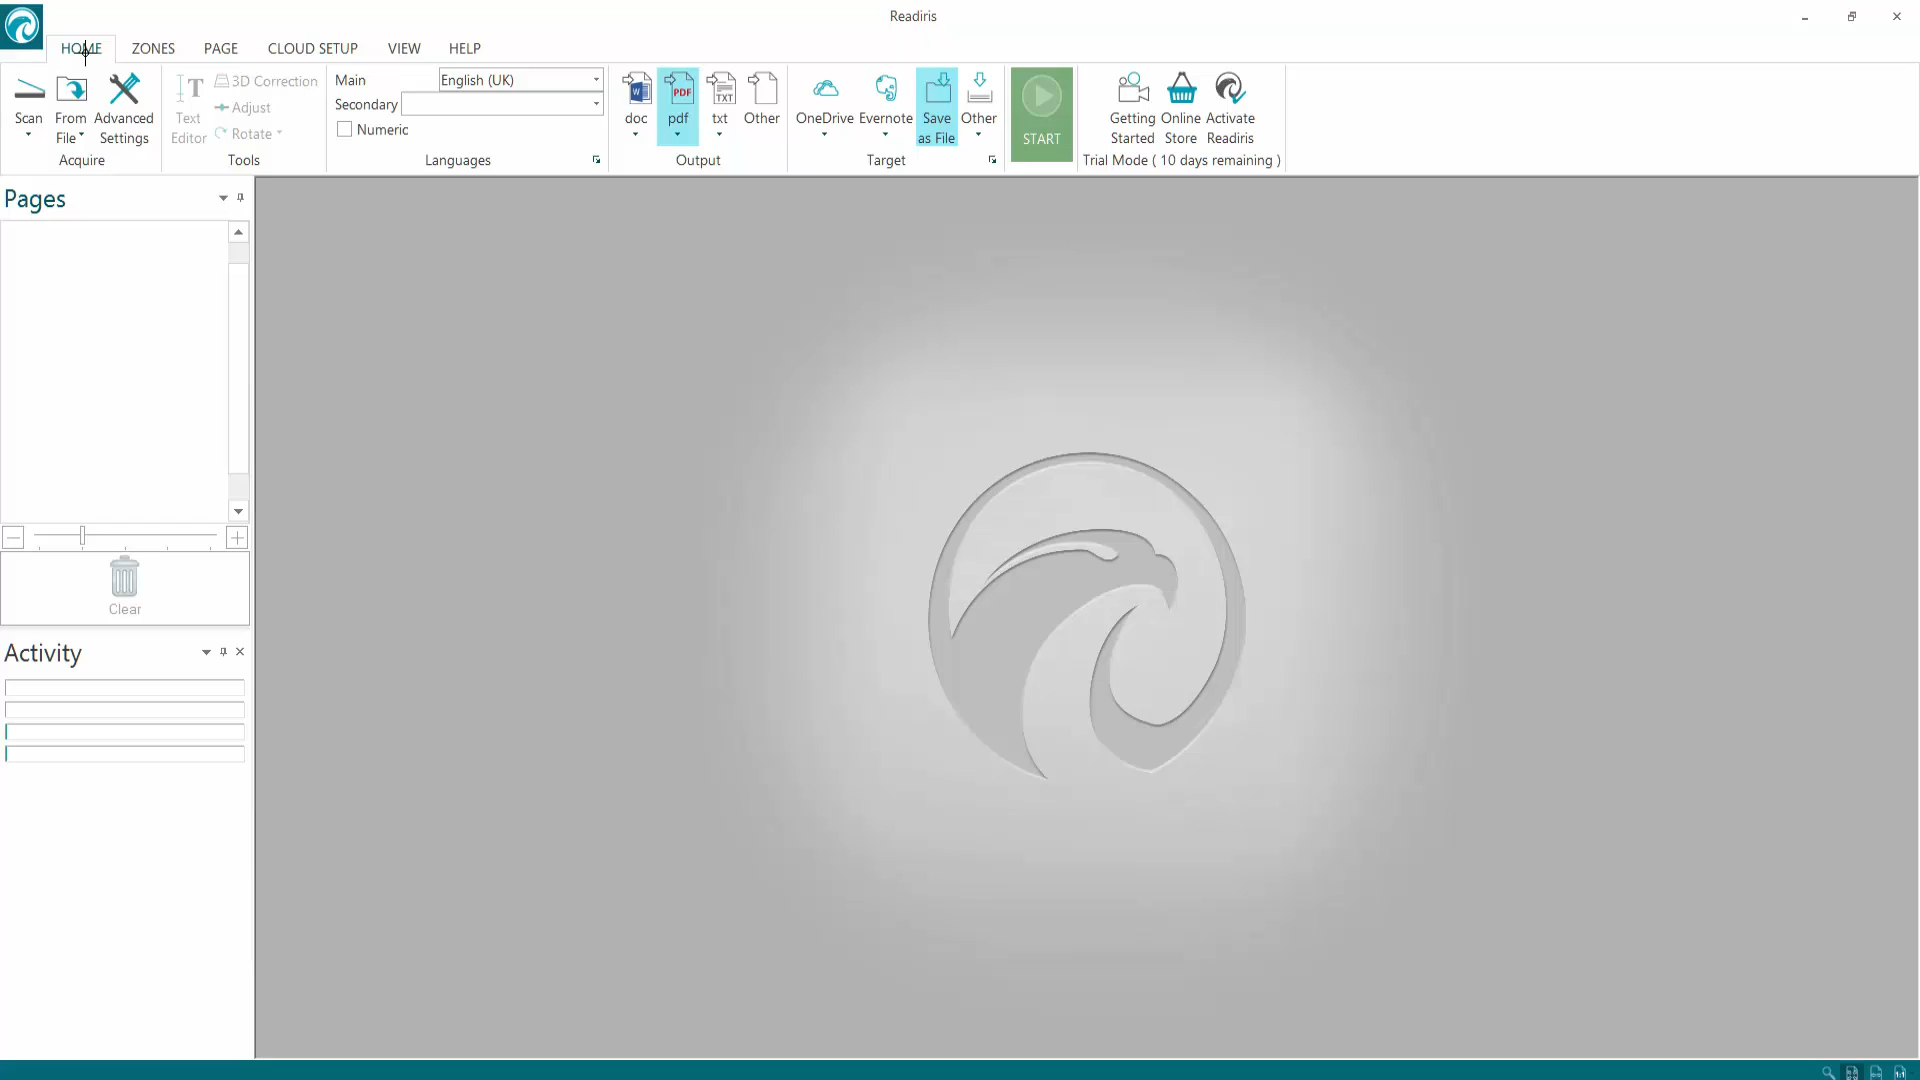 Readiris
HOME ZONES PAGE CLOUD SETUP VIEW HELP
Scan
From
File
Advanced
Settings
Acquire
Text
Editor
3D Correction
Adjust
Rotate
Tools
Main English (UK)
Secondary
Numeric
Languages
doc
PDF
pdf
TXT
txt
Other
Output
OneDrive
Evernote
Save
as File
Other
Target
START
Getting
Started
Online
Store
Activate
Readiris
Trial Mode ( 10 days remaining )
Pages
Clear
Activity
1:1